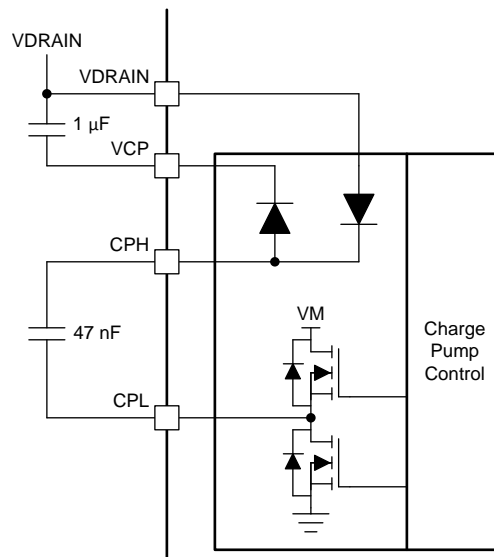 VDRAIN
VDRAIN
1 µF
VCP
CPH
47 nF
VM
Charge
Pump
Control
CPL